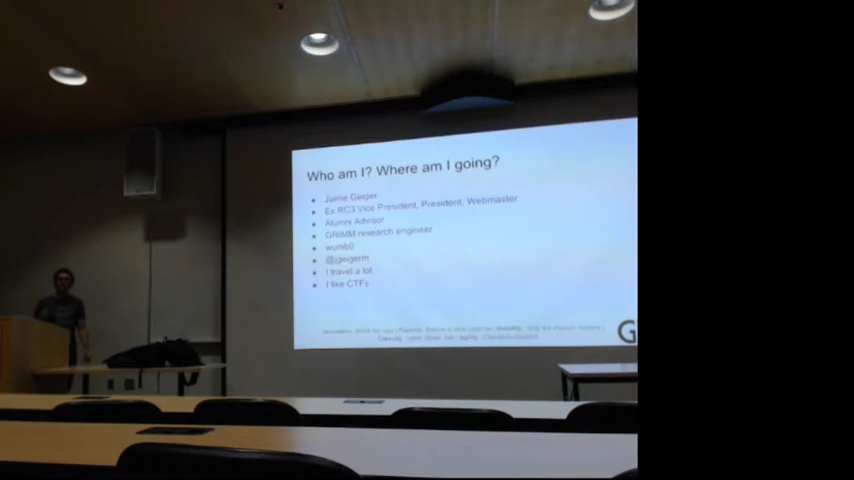 Who am I? Where am I going?
Jaime Geiger
Ex RC3 Vice President, President, Webmaster
Alumni Advisor
GRIMM research engineer
wumb0
@jgeigerm
I travel a lot
I like CTFs
G